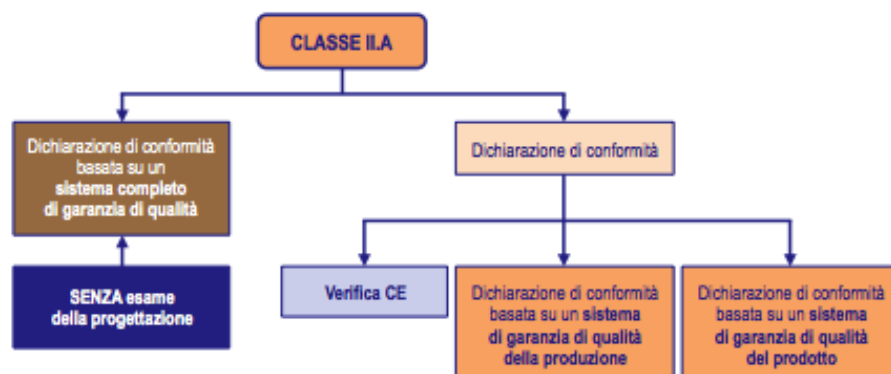 CLASSE II.A
Dichiarazione di conformità
basata su un
sistema completo
di garanzia di qualità
Dichiarazione di conformità
SENZA esame
della progettazione
Verifica CE
Dichiarazione di conformità
basata su un sistema
di garanzia di qualità
della produzione
Dichiarazione di conformità
basata su un sistema
di garanzia di qualità
del prodotto